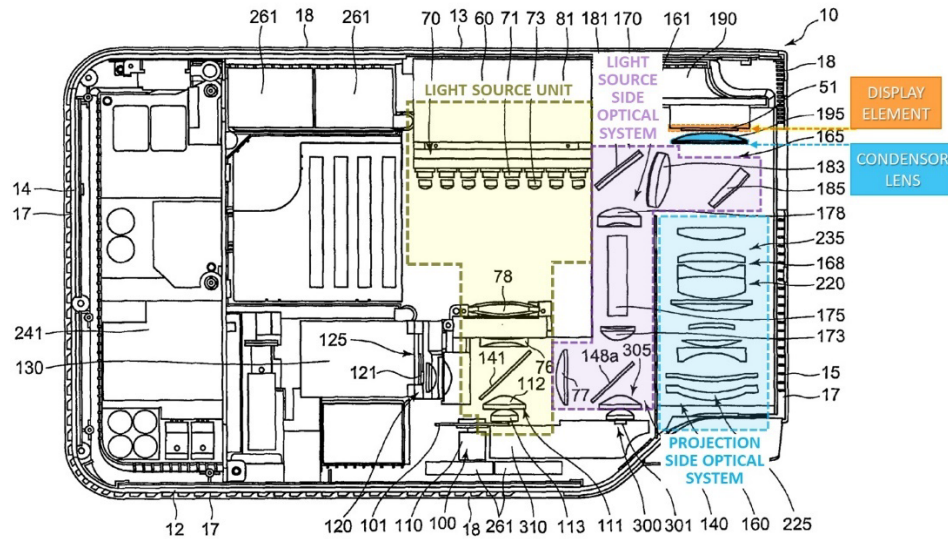 261 18 261 70 13 60 71 73 81 181 170 161 190 10
18
51
195
165
183
185
178
235
168
220
175
173
15
17
225
LIGHT SOURCE UNIT
LIGHT
SOURCE
SIDE
OPTICAL
SYSTEM
DISPLAY
ELEMENT
CONDENSOR
LENS
14
17
78
241
130
125
121
141
76
112
77
148a
305
PROJECTION
SIDE OPTICAL
SYSTEM
12 17 120 101 110 100 18 261 310 113 111 300 301 140 160